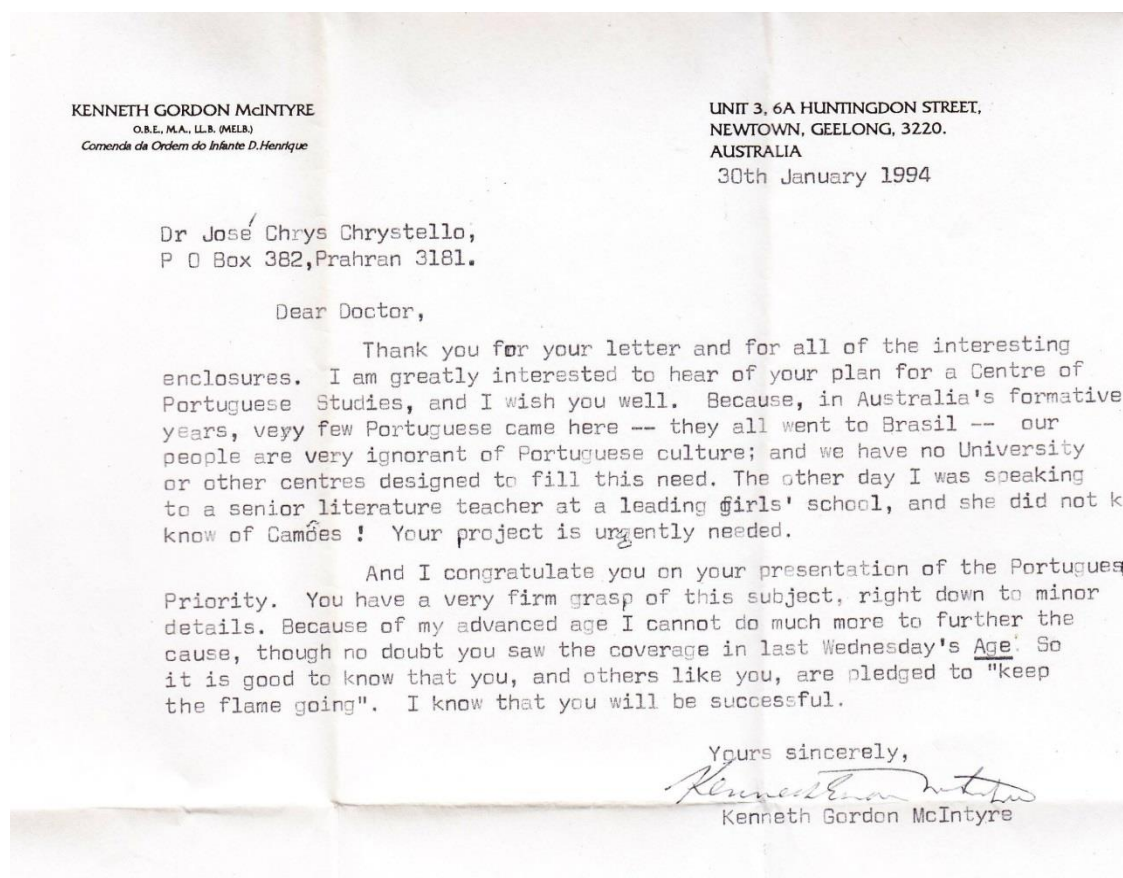 KENNETH GORDON McINTYRE
O.B.E., M.A., LL.B. (MELB.)
Comenda da Ordem do Infante D.Henrique
UNIT 3, 6A HUNTINGDON STREET,
NEWTOWN, GEELONG, 3220.
AUSTRALIA
30th January 1994
Dr José Chrys Chrystello,
P O Box 382,Prahran 3181.
Dear Doctor,
Thank you for your letter and for all of the interesting
enclosures. I am greatly interested to hear of your plan for a Centre of
Portuguese Studies, and I wish you well. Because, in Australia's formative
years, very few Portuguese came here -- they all went to Brasil -- our
people are very ignorant of Portuguese culture; and we have no University
or other centres designed to fill this need. The other day I was speaking
to a senior literature teacher at a leading girls' school, and she did not k
know of Camões ! Your project is urgently needed.
And I congratulate you on your presentation of the Portugues
Priority. You have a very firm grasp of this subject, right down to minor
details. Because of my advanced age I cannot do much more to further the
cause, though no doubt you saw the coverage in last Wednesday's Age. So
it is good to know that you, and others like you, are pledged to "keep
the flame going". I know that you will be successful.
Yours sincerely,
Kenneth Gordon McIntyre
Kenneth Gordon McIntyre